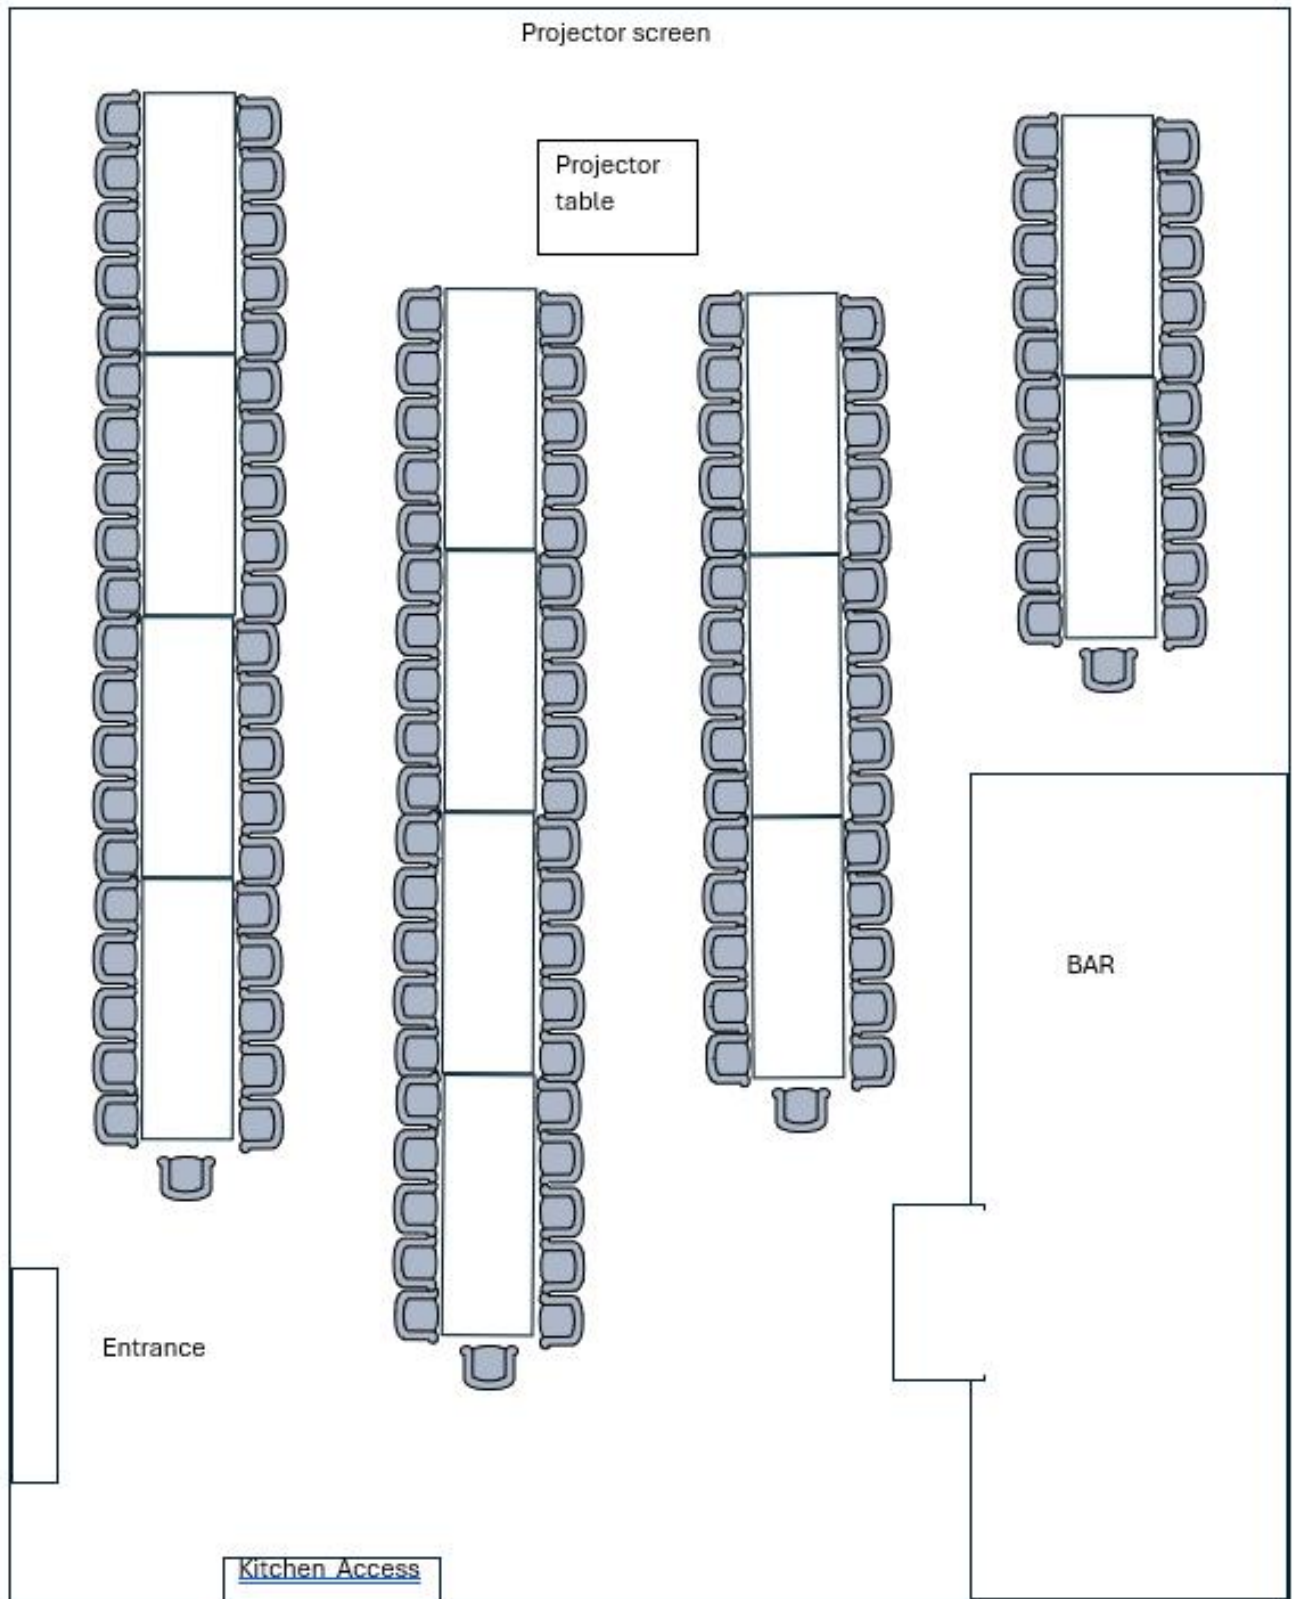 Projector screen
Projector
table
BAR
Entrance
Kitchen Access